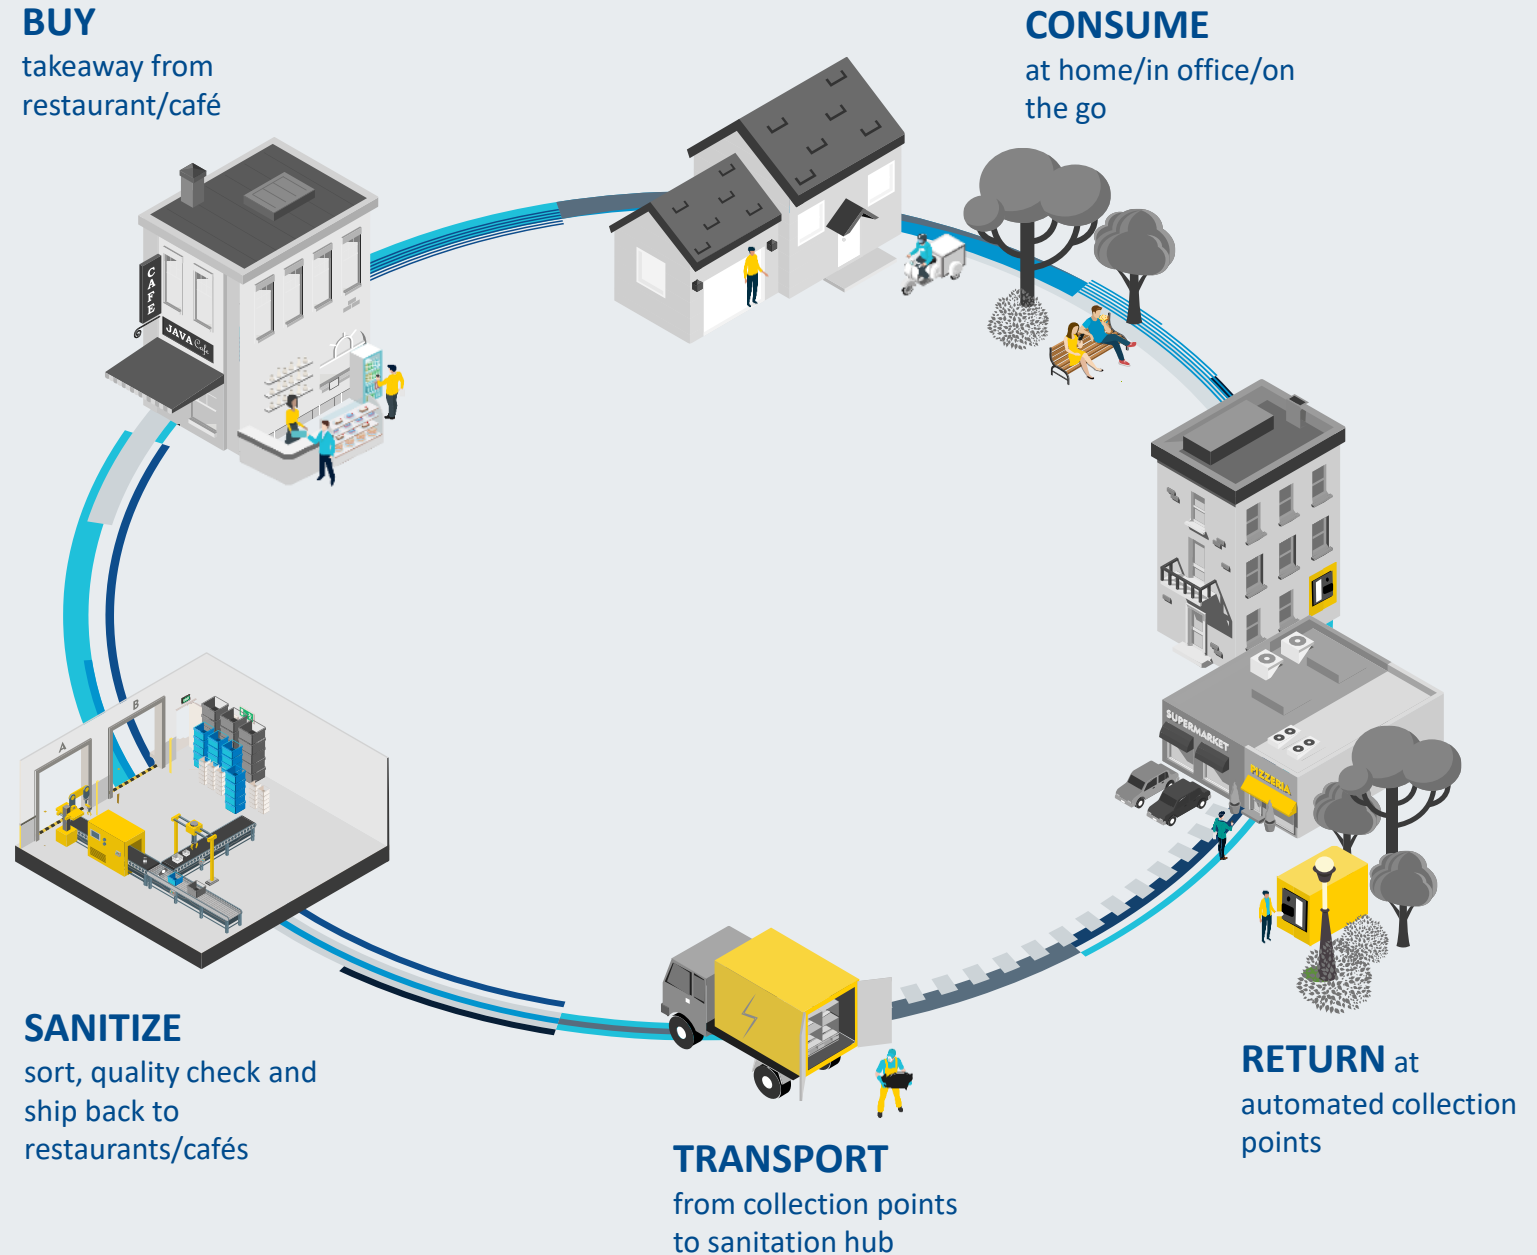 BUY
takeaway from
restaurant/café
CONSUME
at home/in office/on
the go
CAFE
JAVA Cafe
SUPERMARKET
PIZZERIA
A
B
SANITIZE
sort, quality check and
ship back to
restaurants/cafés
TRANSPORT
from collection points
to sanitation hub
RETURN at
automated collection
points